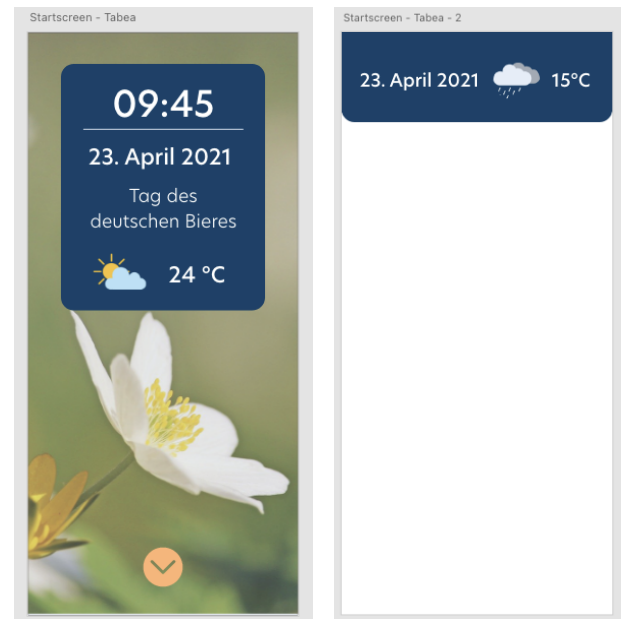 Startscreen - Tabea
09:45
23. April 2021
Tag des
deutschen Bieres
24 °C
Startscreen - Tabea - 2
23. April 2021 15°C